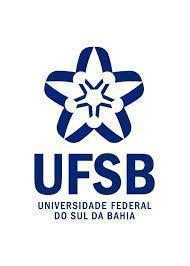 UFSB
UNIVERSIDADE FEDERAL
DO SUL DA BAHIA